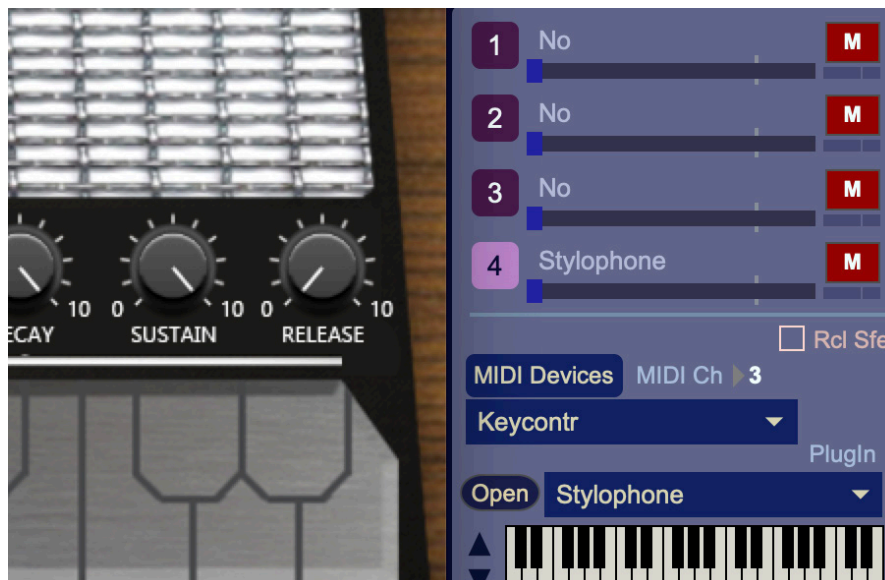 10
0
10
0
10
ECAY
SUSTAIN
RELEASE
1
No
M
2
No
M
3
No
M
4
Stylophone
M
Rcl Sfe
MIDI Devices
MIDI Ch
3
Keycontr
PlugIn
Open
Stylophone